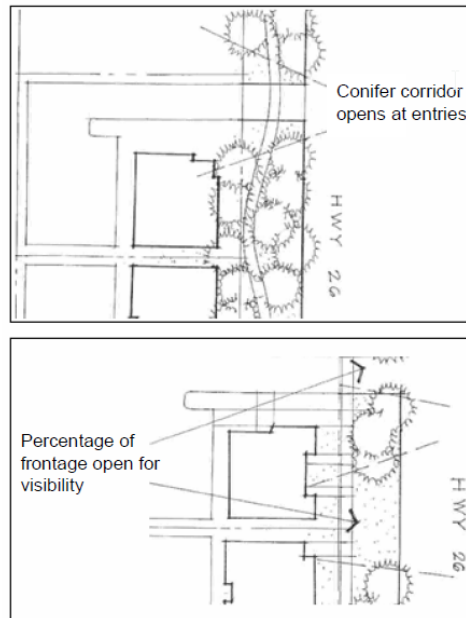 Conifer corridor
opens at entries
HWY 26
Percentage of
frontage open for
visibility
HWY 26